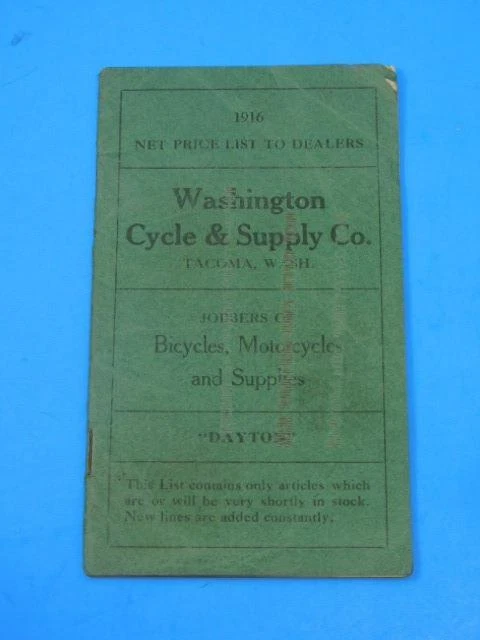 1916
NET PRICE LIST TO DEALERS
Washington
Cycle & Supply Co.
TACOMA, WASH.
JOBBERS OF
Bicycles, Motorcycles
and Supplies
"DAYTON"
This List contains only articles which
are or will be very shortly in stock.
New lines are added constantly.